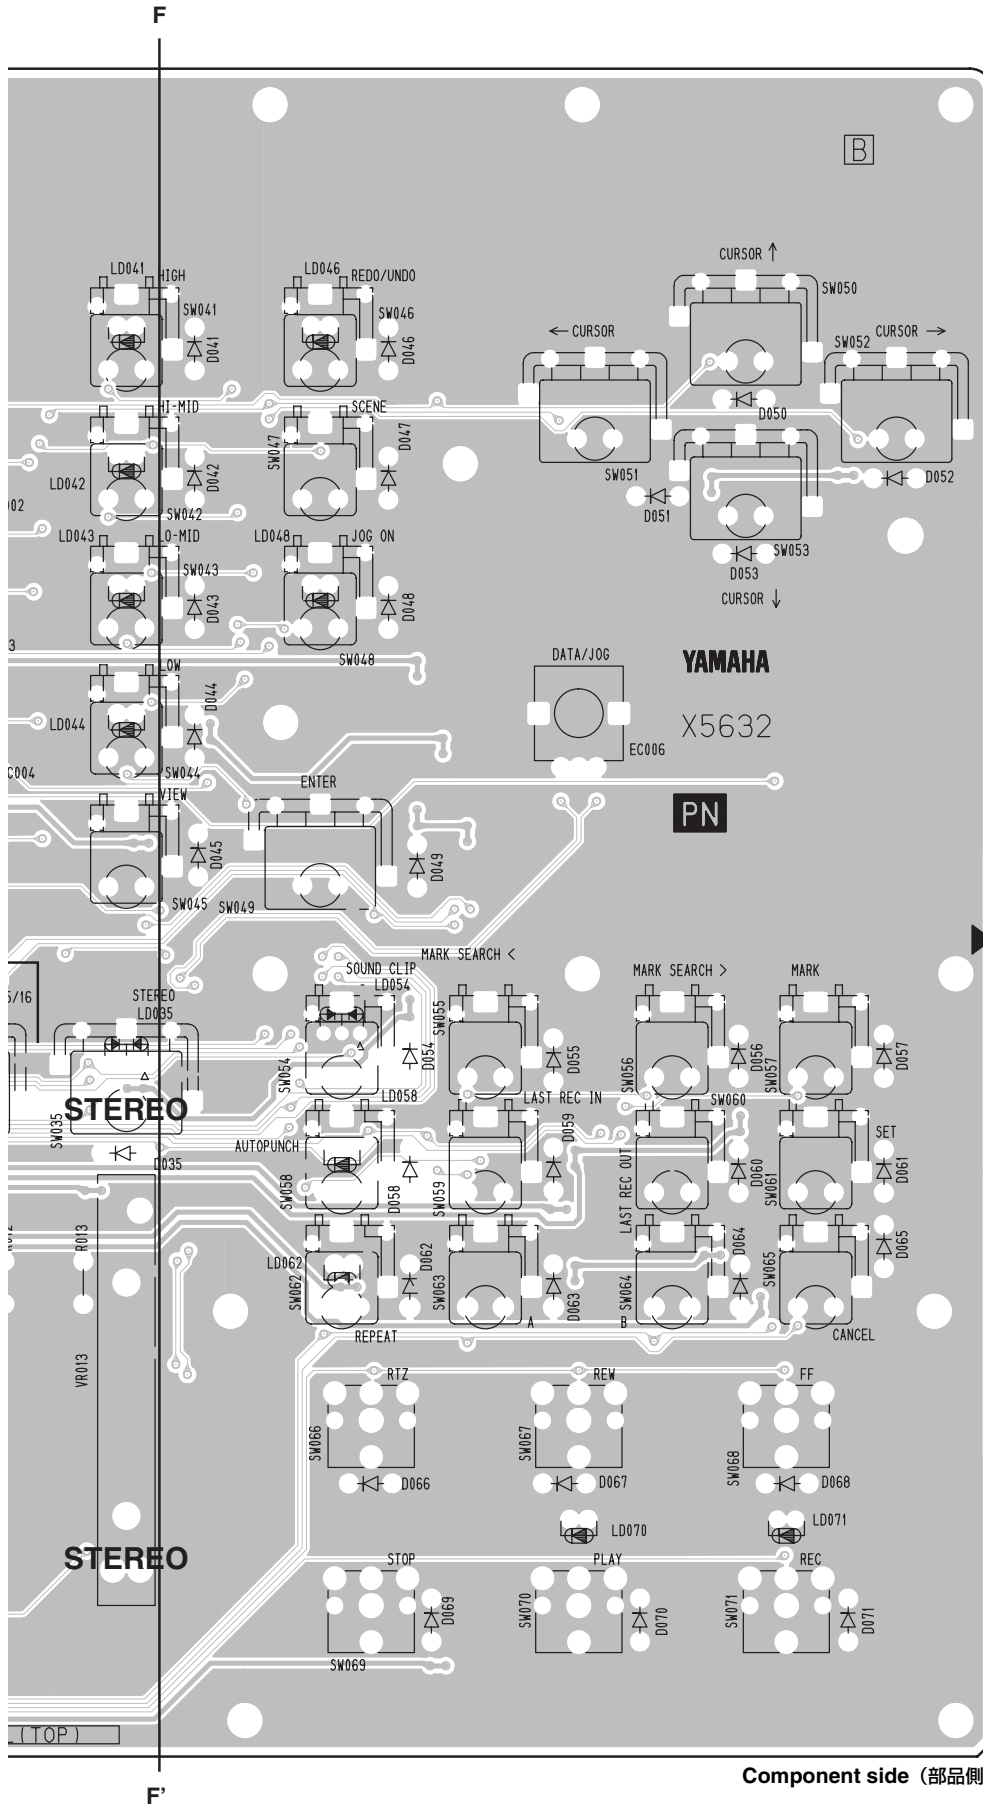 F
B
CURSOR ↑
LD041
HIGH
LD046
REDO/UNDO
SW050
SW041
SW046
← CURSOR
SW052
CURSOR →
D041
D046
D050
HI-MID
SCENE
SW047
D047
LD042
D042
SW051
D052
SW042
D051
LD043
LO-MID
LD048
JOG ON
SW053
D053
SW043
D043
D048
CURSOR ↓
SW048
DATA/JOG
YAMAHA
LOW
D044
LD044
X5632
EC006
SW044
ENTER
VIEW
PN
D045
D049
SW045
SW049
MARK SEARCH <
SOUND CLIP
LD054
MARK SEARCH >
MARK
5/16
STEREO
LD035
SW055
SW054
D054
D055
SW056
D056
SW057
D057
LD058
LAST REC IN
SW060
STEREO
SW035
AUTOPUNCH
D059
SET
D035
SW058
D058
SW059
LAST REC OUT
D060
SW061
D061
R013
LD062
D062
D064
D065
SW062
SW063
D063
SW064
SW065
A
B
REPEAT
CANCEL
VR013
RTZ
REW
FF
SW066
SW067
SW068
D066
D067
D068
LD070
LD071
STEREO
STOP
PLAY
REC
D069
SW070
D070
SW071
D071
SW069
(TOP)
Component side（部品側
F'